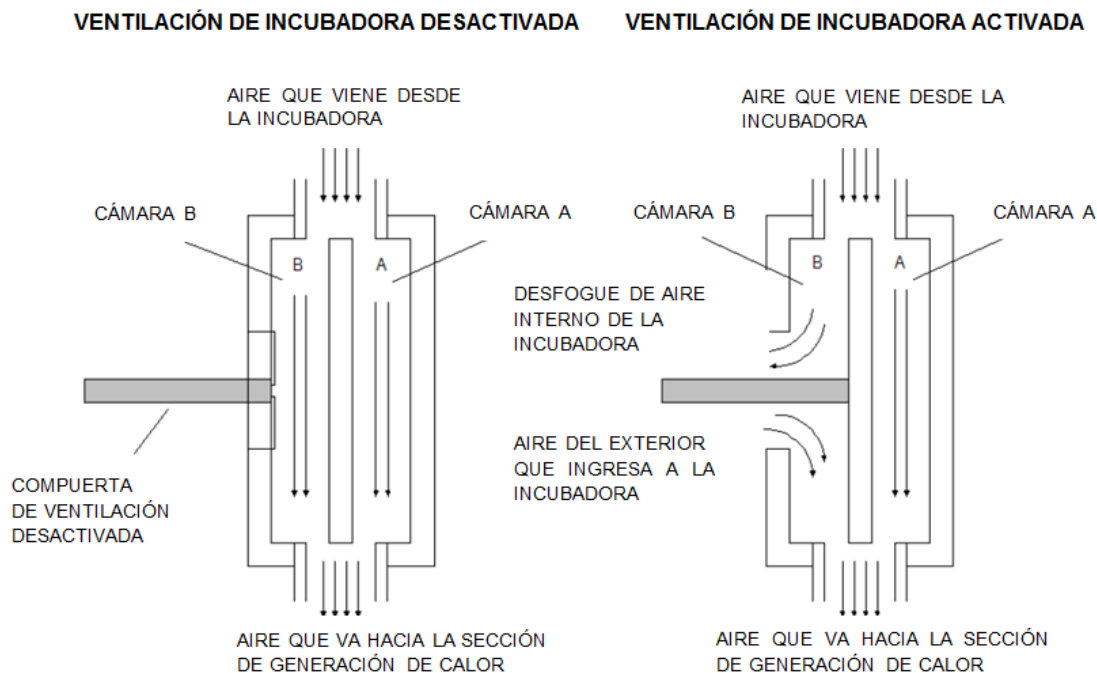 VENTILACIÓN DE INCUBADORA DESACTIVADA
AIRE QUE VIENE DESDE
LA INCUBADORA
CÁMARA B
CÁMARA A
B
A
COMPUERTA
DE VENTILACIÓN
DESACTIVADA
AIRE QUE VA HACIA LA SECCIÓN
DE GENERACIÓN DE CALOR
VENTILACIÓN DE INCUBADORA ACTIVADA
AIRE QUE VIENE DESDE LA
INCUBADORA
CÁMARA B
CÁMARA A
B
A
DESFOGUE DE AIRE
INTERNO DE LA
INCUBADORA
AIRE DEL EXTERIOR
QUE INGRESA A LA
INCUBADORA
AIRE QUE VA HACIA LA SECCIÓN
DE GENERACIÓN DE CALOR